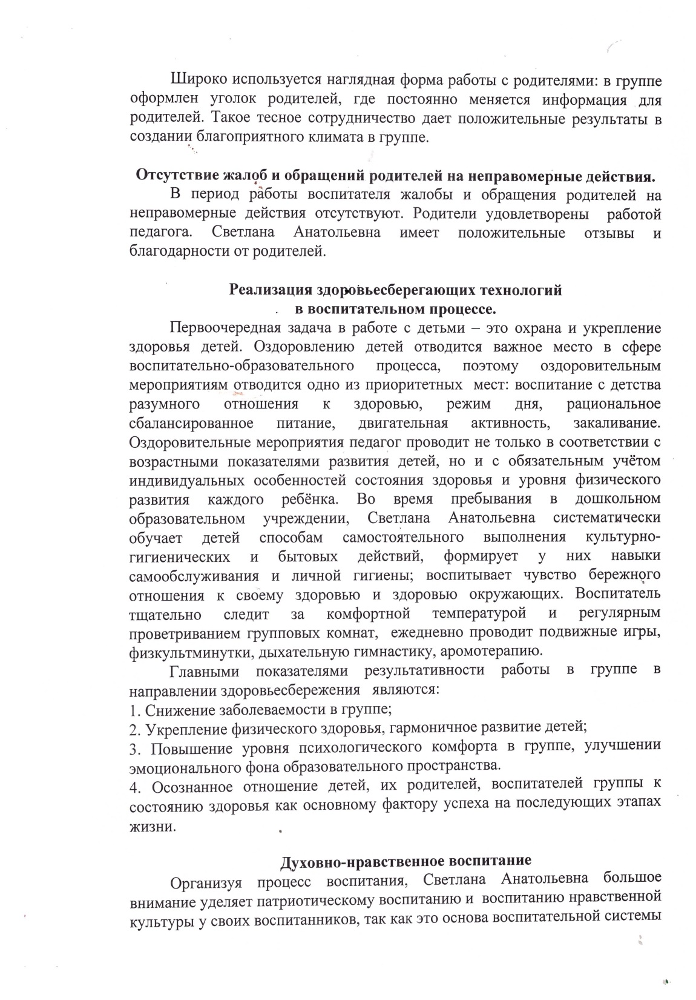 Широко используется наглядная форма работы с родителями: в группе
оформлен уголок родителей, где постоянно меняется информация для
родителей. Такое тесное сотрудничество дает положительные результаты в
создании благоприятного климата в группе.
Отсутствие жалоб и обращений родителей на неправомерные действия.
В период работы воспитателя жалобы и обращения родителей на
неправомерные действия отсутствуют. Родители удовлетворены работой
педагога. Светлана Анатольевна имеет положительные отзывы и
благодарности от родителей.
Реализация здоровьесберегающих технологий
в воспитательном процессе.
Первоочередная задача в работе с детьми – это охрана и укрепление
здоровья детей. Оздоровлению детей отводится важное место в сфере
воспитательно-образовательного процесса, поэтому оздоровительным
мероприятиям отводится одно из приоритетных мест: воспитание с детства
разумного отношения к здоровью, режим дня, рациональное
сбалансированное питание, двигательная активность, закаливание.
Оздоровительные мероприятия педагог проводит не только в соответствии с
возрастными показателями развития детей, но и с обязательным учётом
индивидуальных особенностей состояния здоровья и уровня физического
развития каждого ребёнка. Во время пребывания в дошкольном
образовательном учреждении, Светлана Анатольевна систематически
обучает детей способам самостоятельного выполнения культурно-
гигиенических и бытовых действий, формирует у них навыки
самообслуживания и личной гигиены; воспитывает чувство бережного
отношения к своему здоровью и здоровью окружающих. Воспитатель
тщательно следит за комфортной температурой и регулярным
проветриванием групповых комнат, ежедневно проводит подвижные игры,
физкультминутки, дыхательную гимнастику, аромотерапию.
Главными показателями результативности работы в группе в
направлении здоровьесбережения являются:
1. Снижение заболеваемости в группе;
2. Укрепление физического здоровья, гармоничное развитие детей;
3. Повышение уровня психологического комфорта в группе, улучшении
эмоционального фона образовательного пространства.
4. Осознанное отношение детей, их родителей, воспитателей группы к
состоянию здоровья как основному фактору успеха на последующих этапах
жизни.
Духовно-нравственное воспитание
Организуя процесс воспитания, Светлана Анатольевна большое
внимание уделяет патриотическому воспитанию и воспитанию нравственной
культуры у своих воспитанников, так как это основа воспитательной системы